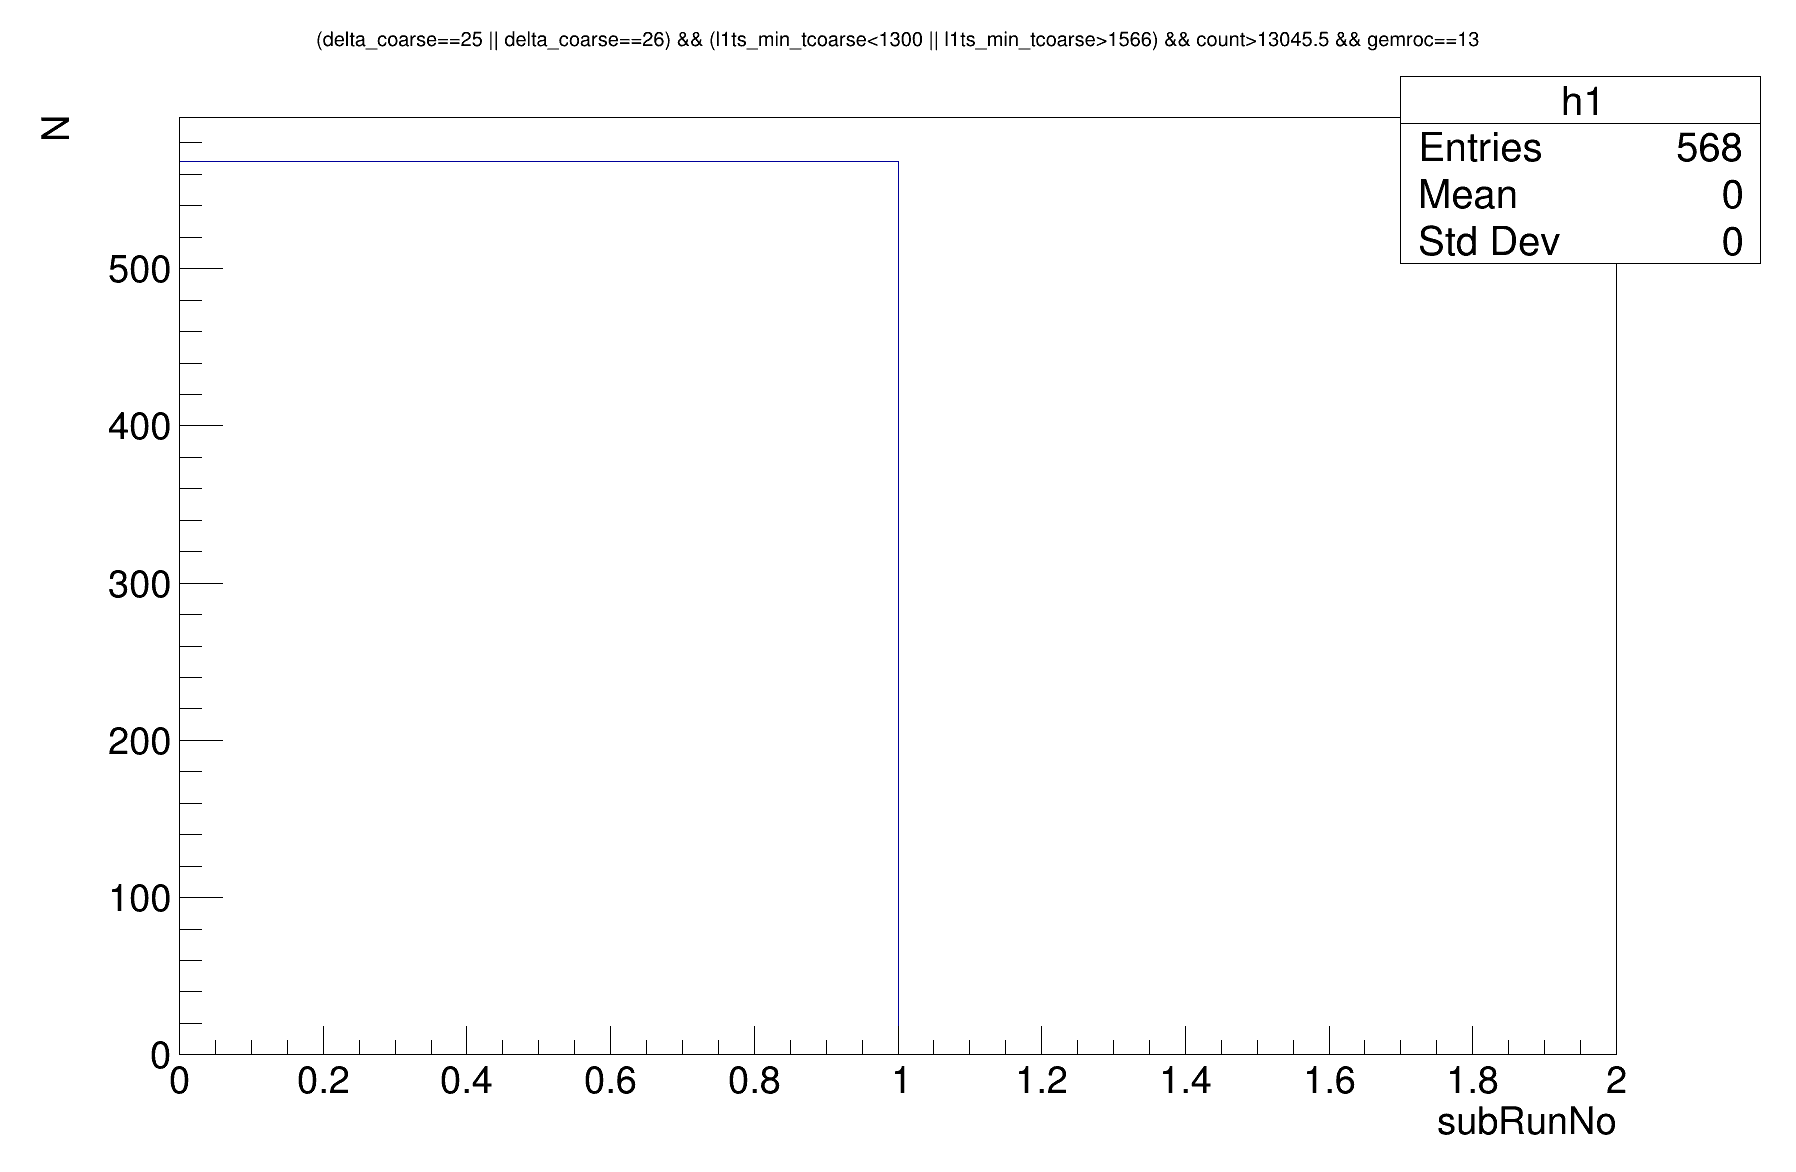 (delta_coarse==25 || delta_coarse==26) && (l1ts_min_tcoarse<1300 || l1ts_min_tcoarse>1566) && count>13045.5 && gemroc==13
h1
Entries 568
Mean 0
Std Dev 0
N
500
400
300
200
100
0
0 0.2 0.4 0.6 0.8 1 1.2 1.4 1.6 1.8 2
subRunNo